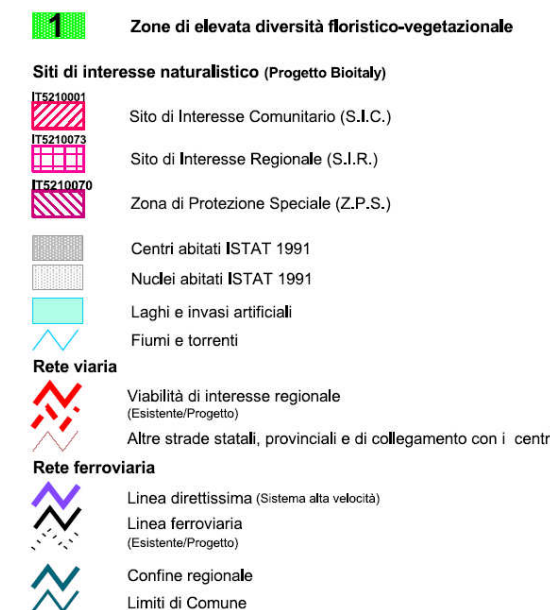 1 Zone di elevata diversità floristico-vegetazionale
Siti di interesse naturalistico (Progetto Bioitaly)
IT5210001
Sito di Interesse Comunitario (S.I.C.)
IT5210073
Sito di Interesse Regionale (S.I.R.)
IT5210070
Zona di Protezione Speciale (Z.P.S.)
Centri abitati ISTAT 1991
Nuclei abitati ISTAT 1991
Laghi e invasi artificiali
Fiumi e torrenti
Rete viaria
Viabilità di interesse regionale
(Esistente/Progetto)
Altre strade statali, provinciali e di collegamento con i centr
Rete ferroviaria
Linea direttissima (Sistema alta velocità)
Linea ferroviaria
(Esistente/Progetto)
Confine regionale
Limiti di Comune